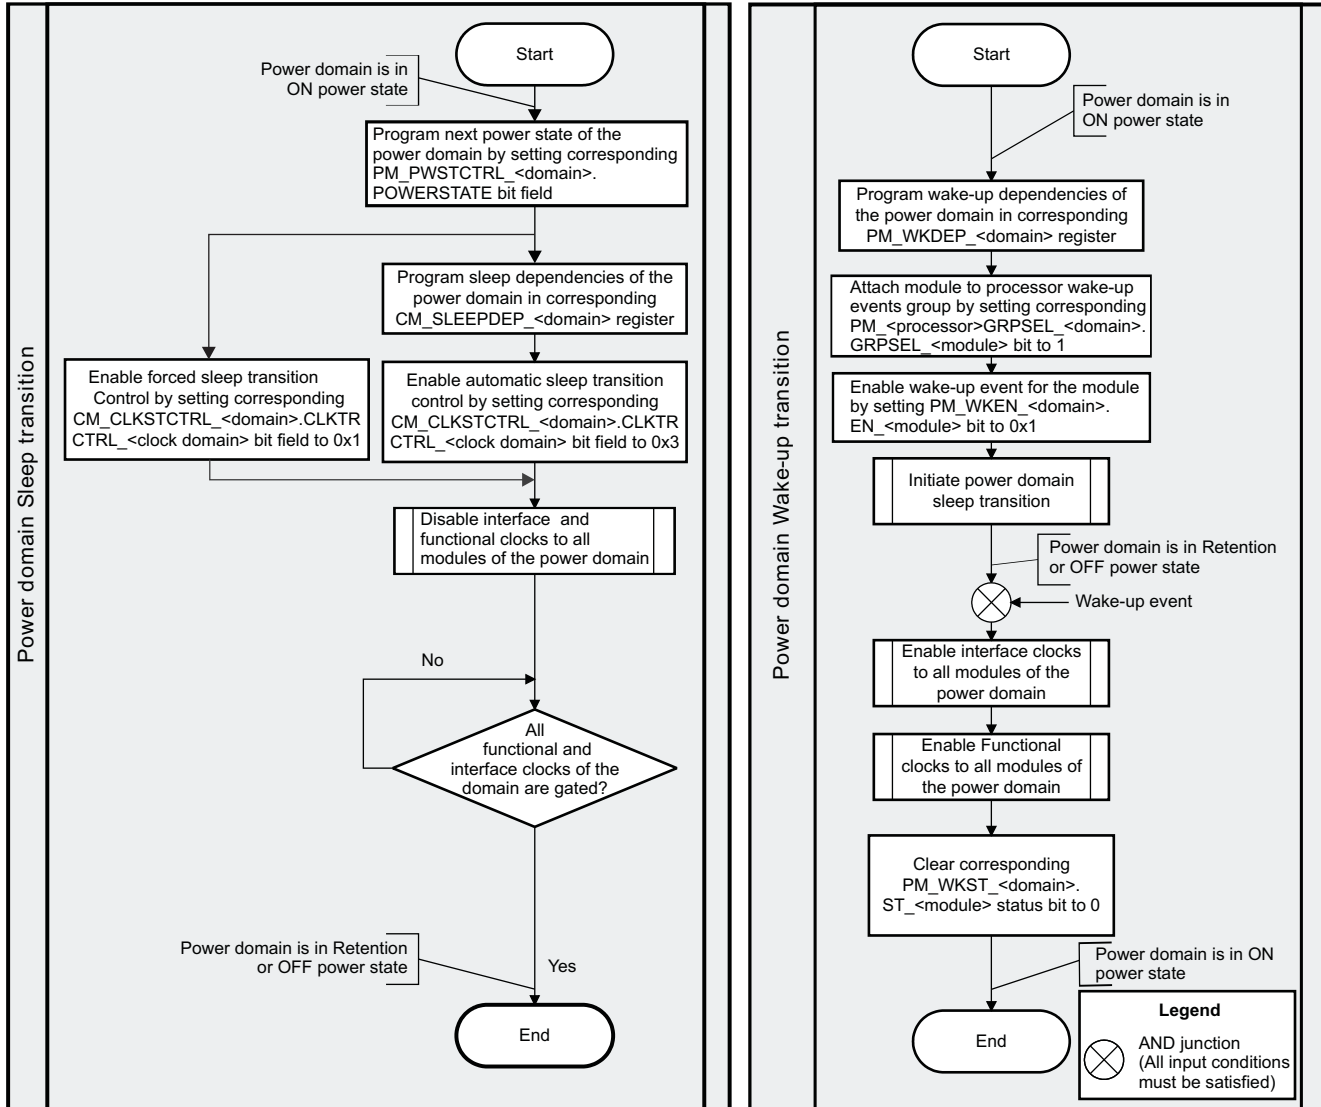 Power domain Sleep transition
Start
Power domain is in
ON power state
Program next power state of the
power domain by setting corresponding
PM_PWSTCTRL_<domain>.
POWERSTATE bit field
Program sleep dependencies of the
power domain in corresponding
CM_SLEEPDEP_<domain> register
Enable forced sleep transition
Control by setting corresponding
CM_CLKSTCTRL_<domain>.CLKTR
CTRL_<clock domain> bit field to 0x1
Enable automatic sleep transition
control by setting corresponding
CM_CLKSTCTRL_<domain>.CLKTR
CTRL_<clock domain> bit field to 0x3
Disable interface and
functional clocks to all
modules of the power domain
No
All
functional and
interface clocks of the
domain are gated?
Power domain is in Retention
or OFF power state
Yes
End
Power domain Wake-up transition
Start
Power domain is in
ON power state
Program wake-up dependencies of
the power domain in corresponding
PM_WKDEP_<domain> register
Attach module to processor wake-up
events group by setting corresponding
PM_<processor>GRPSEL_<domain>.
GRPSEL_<module> bit to 1
Enable wake-up event for the module
by setting PM_WKEN_<domain>.
EN_<module> bit to 0x1
Initiate power domain
sleep transition
Power domain is in Retention
or OFF power state
Wake-up event
Enable interface clocks
to all modules of the
power domain
Enable Functional
clocks to all modules of
the power domain
Clear corresponding
PM_WKST_<domain>.
ST_<module> status bit to 0
Power domain is in ON
power state
End
Legend
AND junction
(All input conditions
must be satisfied)